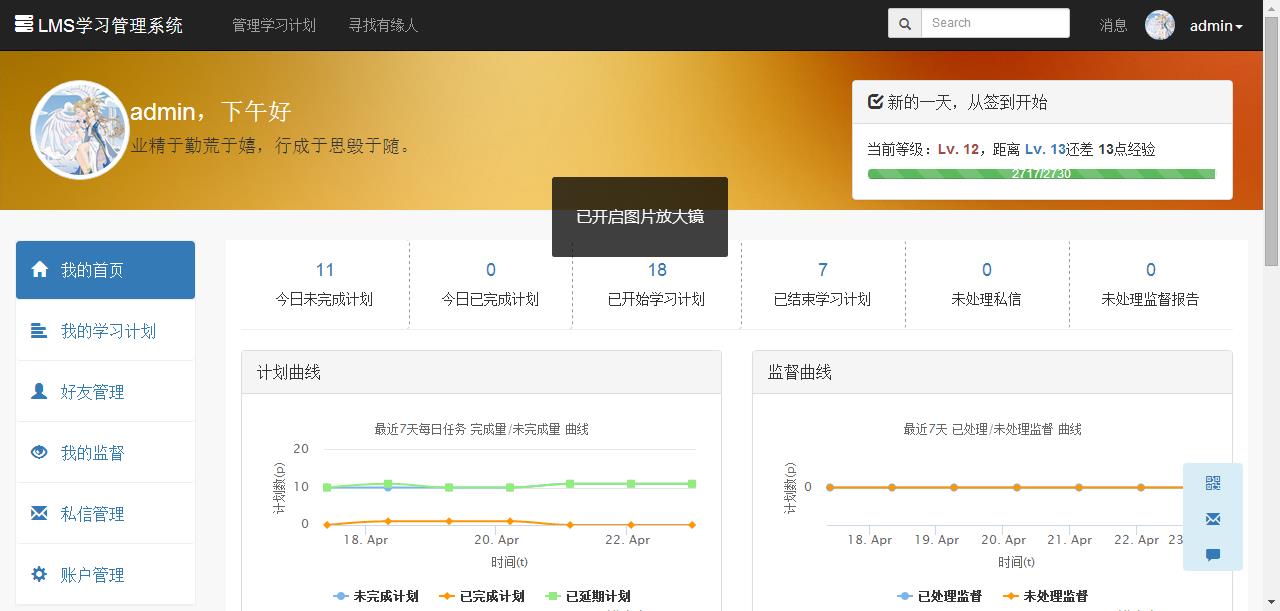 LMS学习管理系统 管理学习计划 寻找有缘人 Search 消息 admin
admin，下午好
业精于勤荒于嬉，行成于思毁于随。
新的一天，从签到开始
当前等级：Lv. 12，距离 Lv. 13还差 13点经验
2717/2730
已开启图片放大镜
我的首页
我的学习计划
好友管理
我的监督
私信管理
账户管理
11 0 18 7 0 0
今日未完成计划 今日已完成计划 已开始学习计划 已结束学习计划 未处理私信 未处理监督报告
计划曲线
最近7天每日任务 完成量/未完成量 曲线
计划数(p)
20
10
0
18. Apr 20. Apr 22. Apr
时间(t)
未完成计划 已完成计划 已延期计划
监督曲线
最近7天 已处理/未处理监督 曲线
计划数(p)
0
18. Apr 19. Apr 20. Apr 21. Apr 22. Apr 23
时间(t)
已处理监督 未处理监督